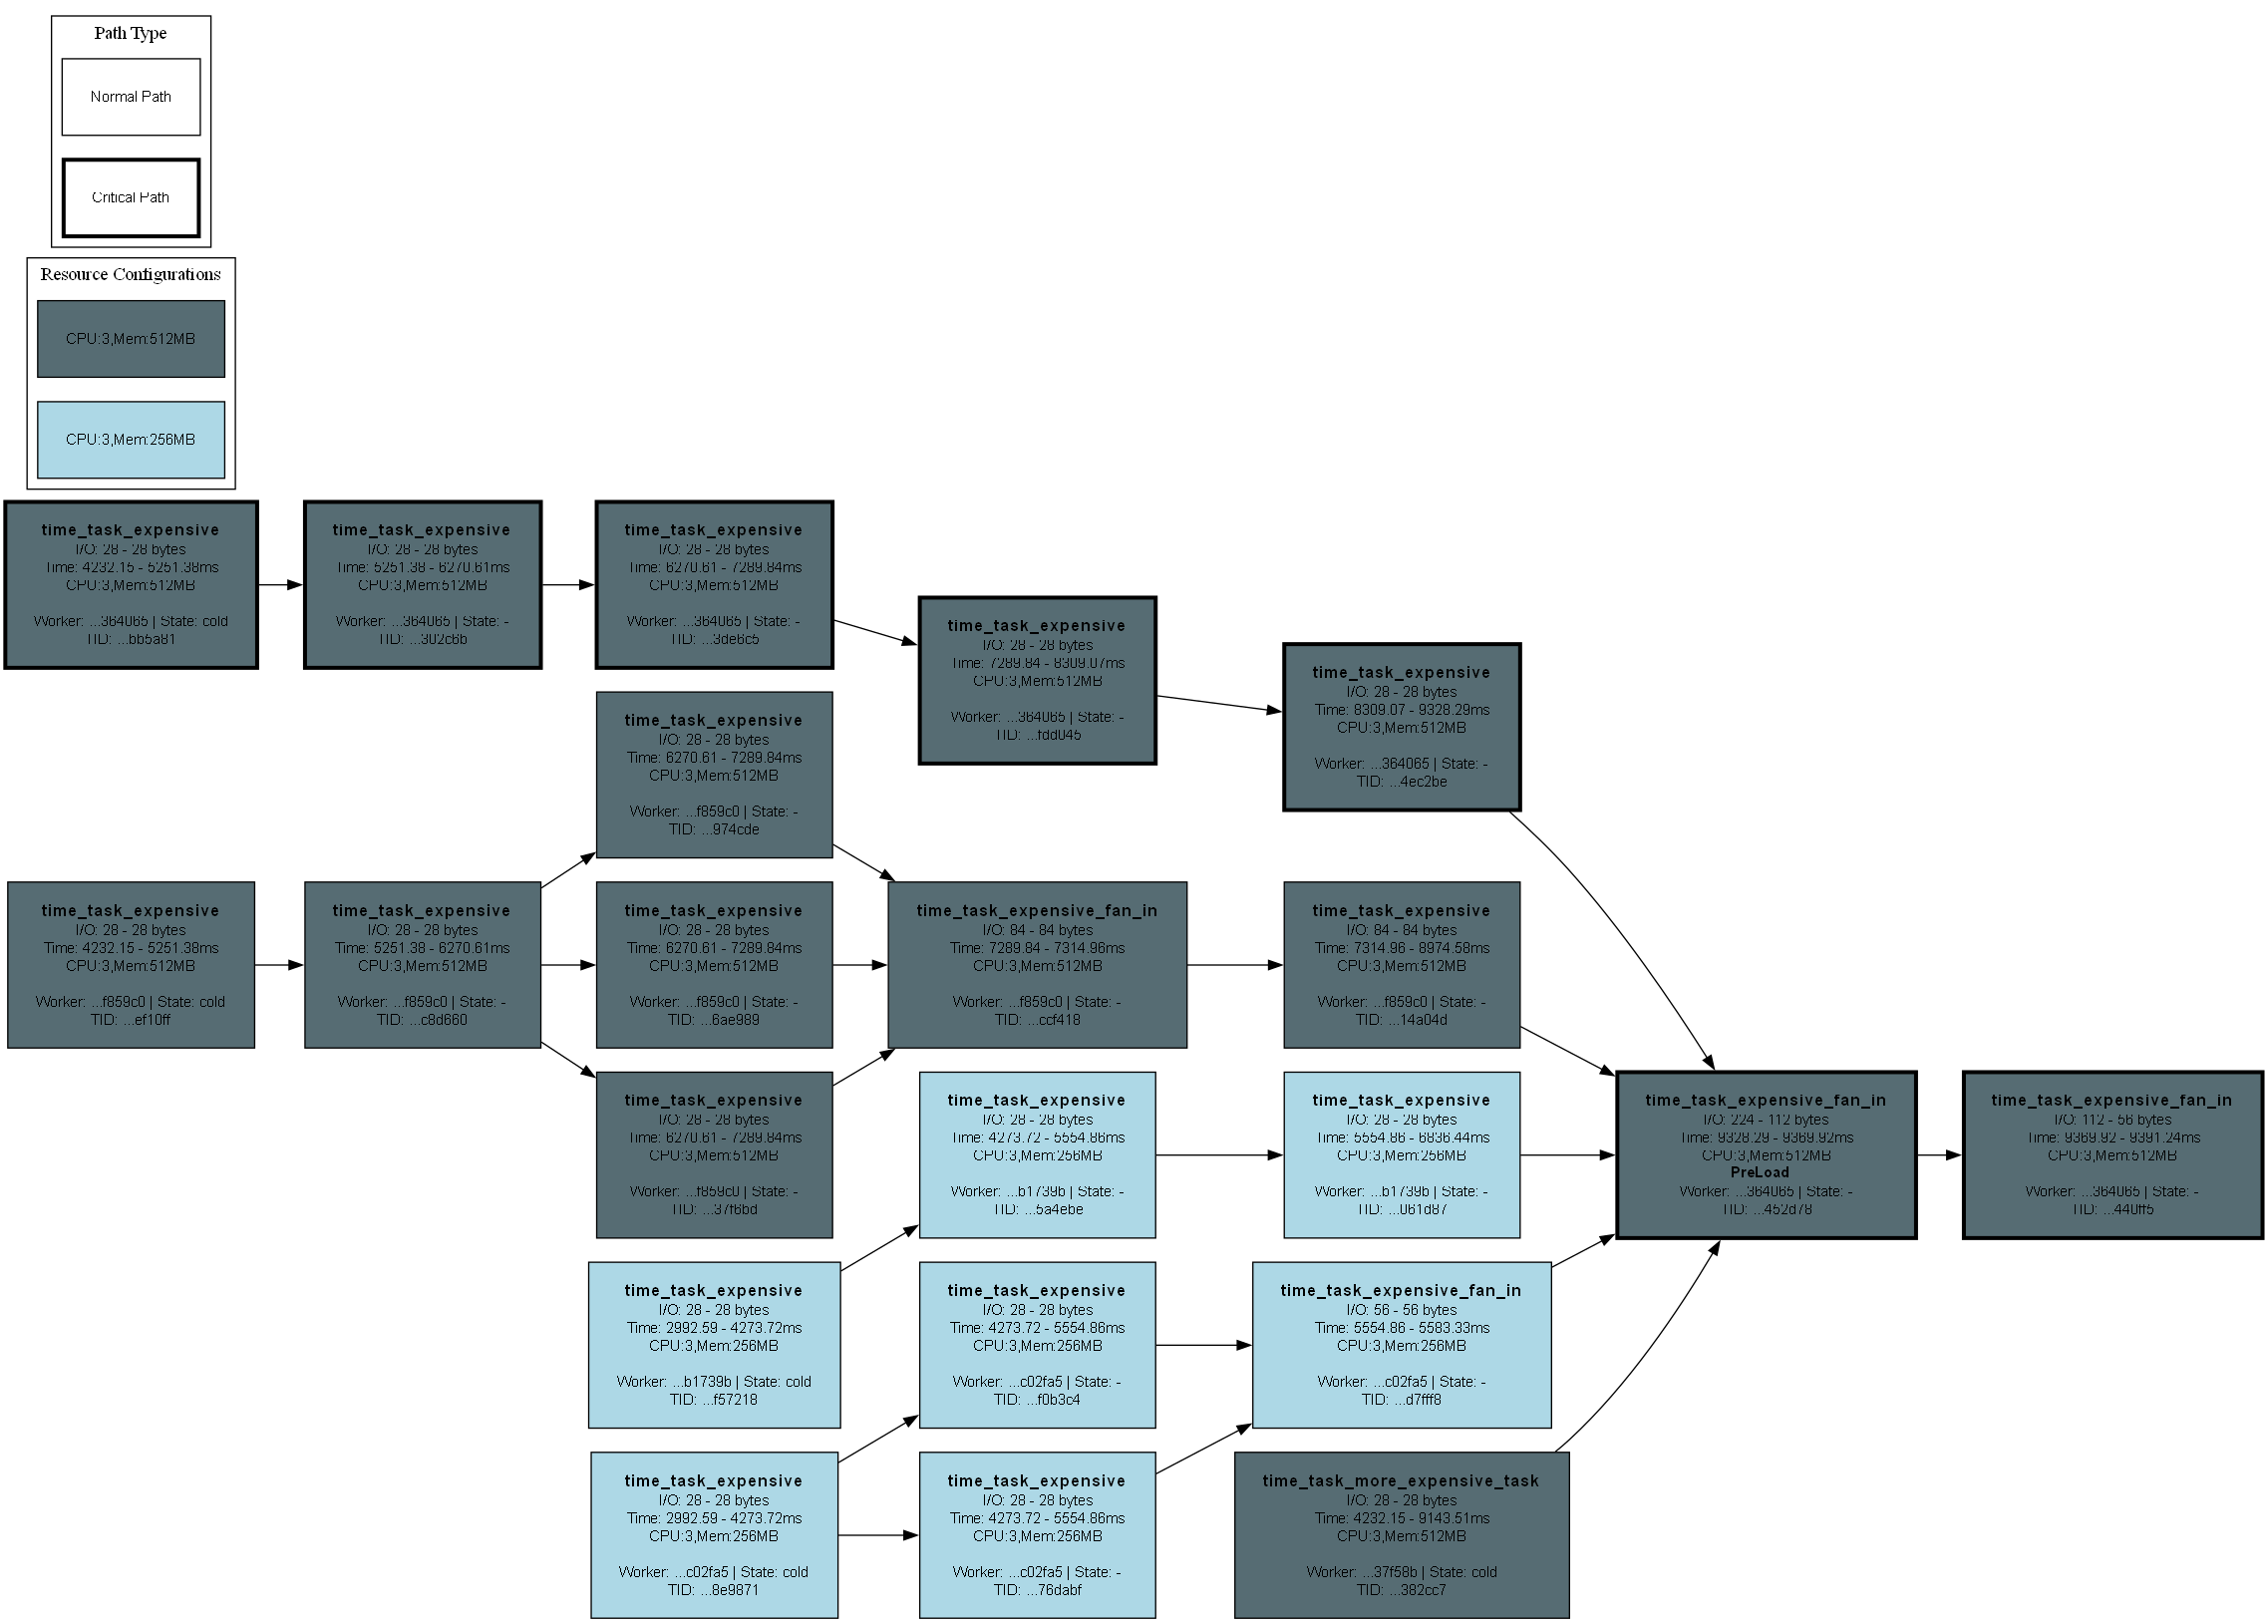 Path Type
Normal Path
Critical Path
Resource Configurations
CPU:3,Mem:512MB
CPU:3,Mem:256MB
time_task_expensive
I/O: 28 - 28 bytes
Time: 4232.15 - 5251.38ms
CPU:3,Mem:512MB
Worker: ...364065 | State: cold
TID: ...bb5a81
time_task_expensive
I/O: 28 - 28 bytes
Time: 5251.38 - 6270.61ms
CPU:3,Mem:512MB
Worker: ...364065 | State: -
TID: ...302c6b
time_task_expensive
I/O: 28 - 28 bytes
Time: 6270.61 - 7289.84ms
CPU:3,Mem:512MB
Worker: ...364065 | State: -
TID: ...3de6c5
time_task_expensive
I/O: 28 - 28 bytes
Time: 7289.84 - 8309.07ms
CPU:3,Mem:512MB
Worker: ...364065 | State: -
TID: ...fdd045
time_task_expensive
I/O: 28 - 28 bytes
Time: 8309.07 - 9328.29ms
CPU:3,Mem:512MB
Worker: ...364065 | State: -
TID: ...4ec2be
time_task_expensive
I/O: 28 - 28 bytes
Time: 6270.61 - 7289.84ms
CPU:3,Mem:512MB
Worker: ...f859c0 | State: -
TID: ...974cde
time_task_expensive
I/O: 28 - 28 bytes
Time: 4232.15 - 5251.38ms
CPU:3,Mem:512MB
Worker: ...f859c0 | State: cold
TID: ...ef10ff
time_task_expensive
I/O: 28 - 28 bytes
Time: 5251.38 - 6270.61ms
CPU:3,Mem:512MB
Worker: ...f859c0 | State: -
TID: ...c8d660
time_task_expensive
I/O: 28 - 28 bytes
Time: 6270.61 - 7289.84ms
CPU:3,Mem:512MB
Worker: ...f859c0 | State: -
TID: ...6ae989
time_task_expensive_fan_in
I/O: 84 - 84 bytes
Time: 7289.84 - 7314.96ms
CPU:3,Mem:512MB
Worker: ...f859c0 | State: -
TID: ...ccf418
time_task_expensive
I/O: 84 - 84 bytes
Time: 7314.96 - 8974.58ms
CPU:3,Mem:512MB
Worker: ...f859c0 | State: -
TID: ...14a04d
time_task_expensive
I/O: 28 - 28 bytes
Time: 6270.61 - 7289.84ms
CPU:3,Mem:512MB
Worker: ...f859c0 | State: -
TID: ...37f6bd
time_task_expensive
I/O: 28 - 28 bytes
Time: 4273.72 - 5554.86ms
CPU:3,Mem:256MB
Worker: ...b1739b | State: -
TID: ...5a4ebe
time_task_expensive
I/O: 28 - 28 bytes
Time: 5554.86 - 6836.44ms
CPU:3,Mem:256MB
Worker: ...b1739b | State: -
TID: ...061d87
time_task_expensive_fan_in
I/O: 224 - 112 bytes
Time: 9328.29 - 9369.92ms
CPU:3,Mem:512MB
PreLoad
Worker: ...364065 | State: -
TID: ...452d78
time_task_expensive_fan_in
I/O: 112 - 56 bytes
Time: 9369.92 - 9391.24ms
CPU:3,Mem:512MB
Worker: ...364065 | State: -
TID: ...440ff5
time_task_expensive
I/O: 28 - 28 bytes
Time: 2992.59 - 4273.72ms
CPU:3,Mem:256MB
Worker: ...b1739b | State: cold
TID: ...f57218
time_task_expensive
I/O: 28 - 28 bytes
Time: 4273.72 - 5554.86ms
CPU:3,Mem:256MB
Worker: ...c02fa5 | State: -
TID: ...f0b3c4
time_task_expensive_fan_in
I/O: 56 - 56 bytes
Time: 5554.86 - 5583.33ms
CPU:3,Mem:256MB
Worker: ...c02fa5 | State: -
TID: ...d7fff8
time_task_expensive
I/O: 28 - 28 bytes
Time: 2992.59 - 4273.72ms
CPU:3,Mem:256MB
Worker: ...c02fa5 | State: cold
TID: ...8e9871
time_task_expensive
I/O: 28 - 28 bytes
Time: 4273.72 - 5554.86ms
CPU:3,Mem:256MB
Worker: ...c02fa5 | State: -
TID: ...76dabf
time_task_more_expensive_task
I/O: 28 - 28 bytes
Time: 4232.15 - 9143.51ms
CPU:3,Mem:512MB
Worker: ...37f58b | State: cold
TID: ...382cc7